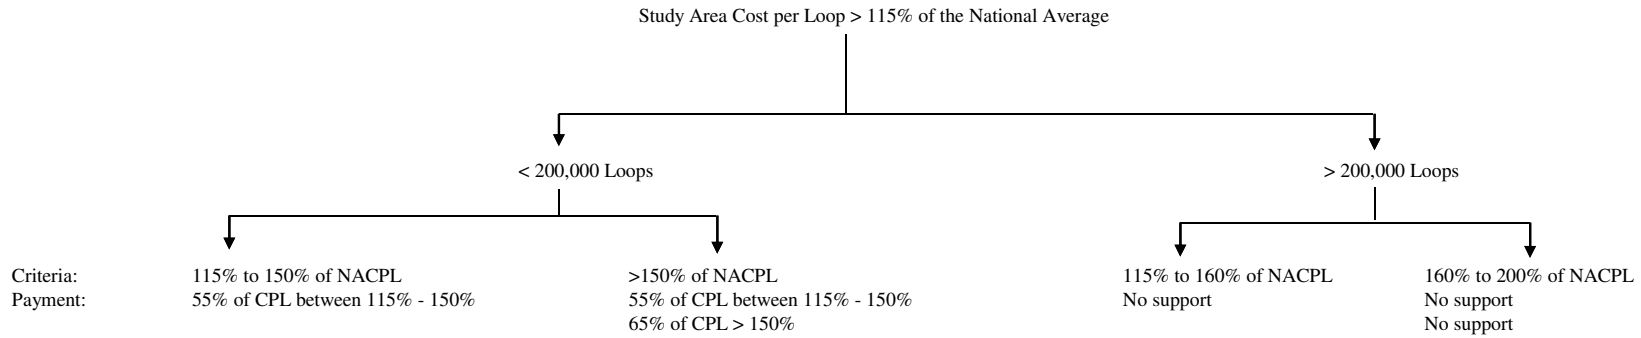 Study Area Cost per Loop > 115% of the National Average
< 200,000 Loops
> 200,000 Loops
Criteria: 115% to 150% of NACPL >150% of NACPL 115% to 160% of NACPL 160% to 200% of NACPL
Payment: 55% of CPL between 115% - 150% 55% of CPL between 115% - 150% No support No support
65% of CPL > 150% No support